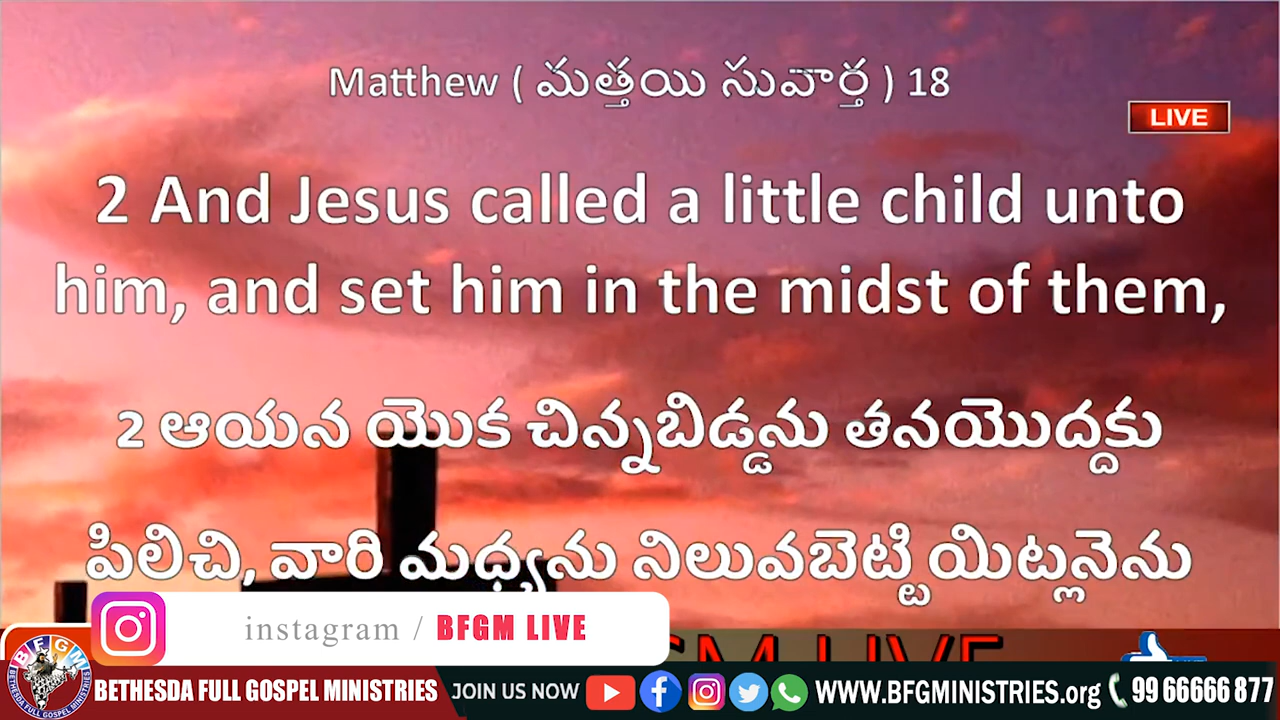 Matthew ( మత్తయి సువార్త ) 18
LIVE
2 And Jesus called a little child unto
him, and set him in the midst of them,
2 ఆయన యొక చిన్నబిడ్డను తనయొద్దకు
పిలిచి, వారి మధ్యను నిలువబెట్టి యిట్లనెను
instagram / BFGM LIVE
GM LIVE
BFGM
BETHESDA FULL GOSPEL MINISTRIES
BETHESDA FULL GOSPEL MINISTRIES JOIN US NOW WWW.BFGMINISTRIES.org 99 66666 877